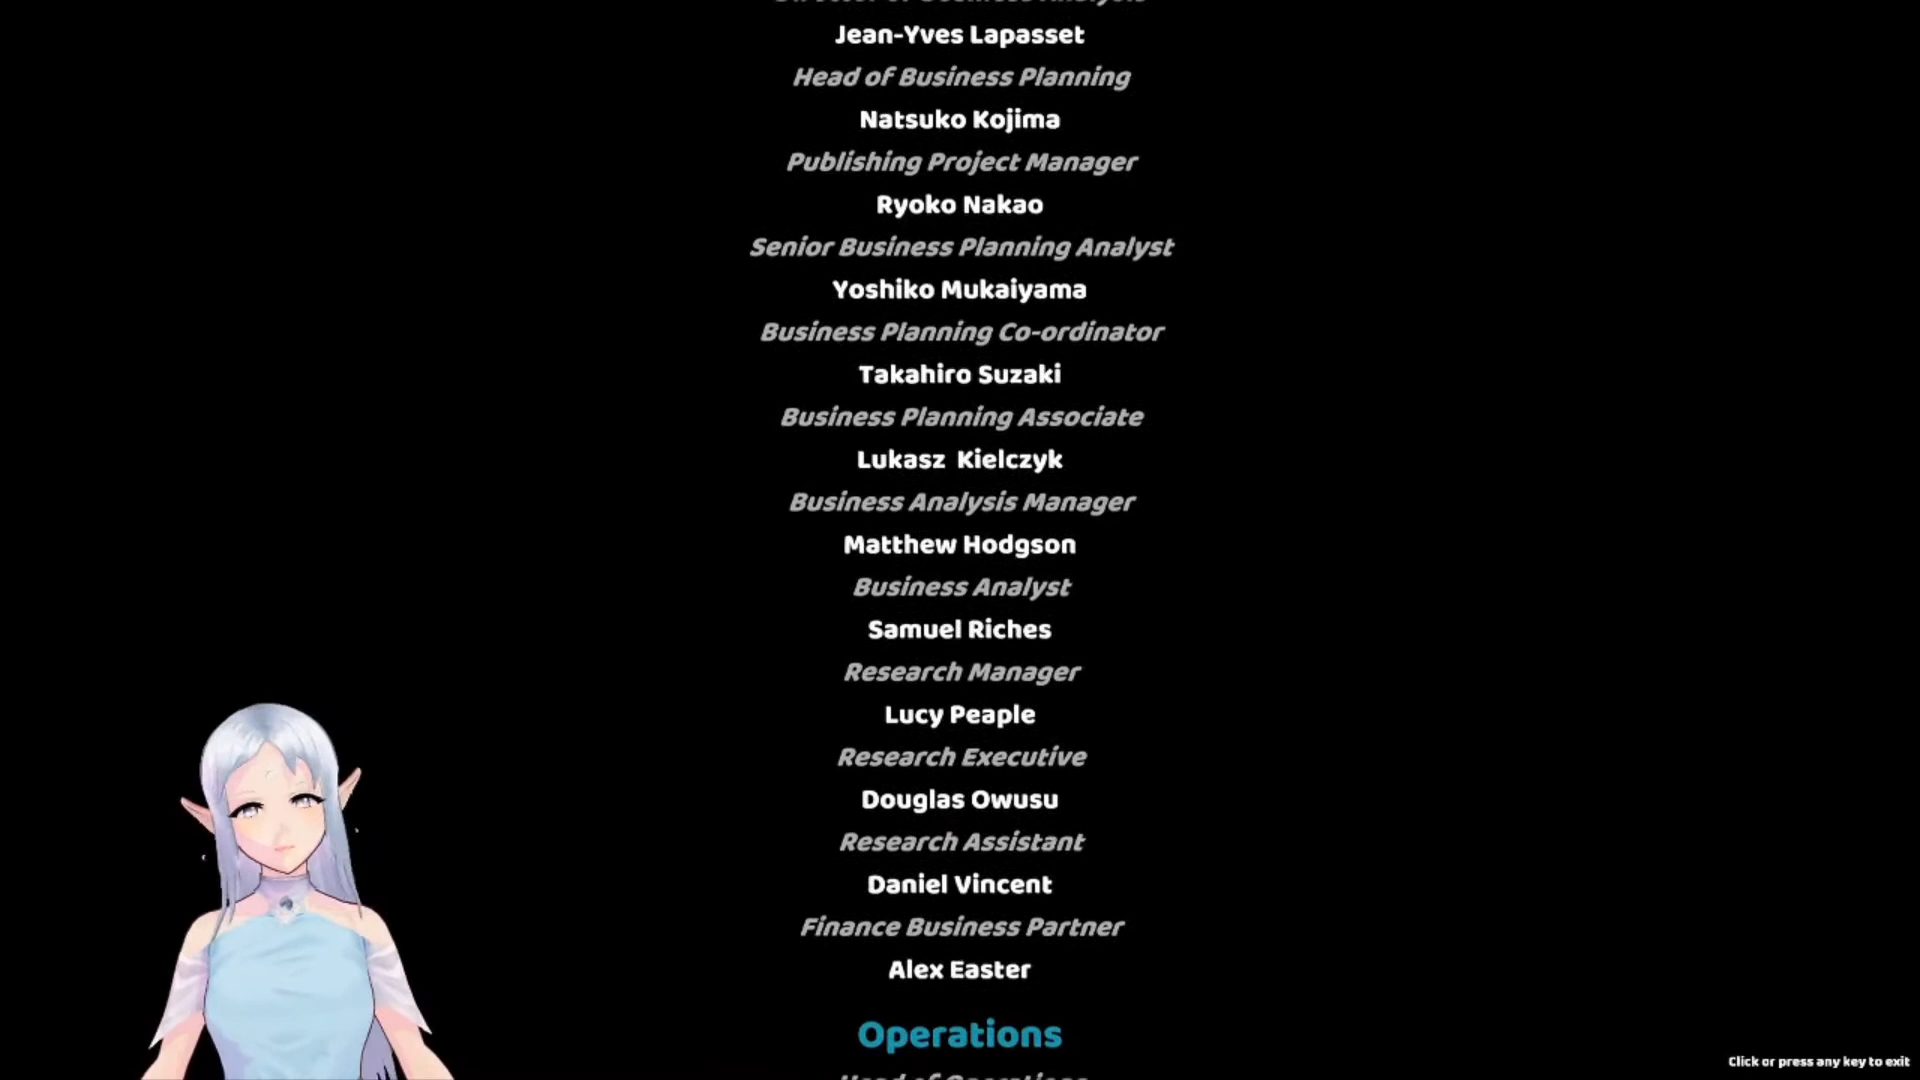 Jean-Yves Lapasset
Head of Business Planning
Natsuko Kojima
Publishing Project Manager
Ryoko Nakao
Senior Business Planning Analyst
Yoshiko Mukaiyama
Business Planning Co-ordinator
Takahiro Suzaki
Business Planning Associate
Lukasz  Kielczyk
Business Analysis Manager
Matthew Hodgson
Business Analyst
Samuel Riches
Research Manager
Lucy Peaple
Research Executive
Douglas Owusu
Research Assistant
Daniel Vincent
Finance Business Partner
Alex Easter
Operations
Click or press any key to exit